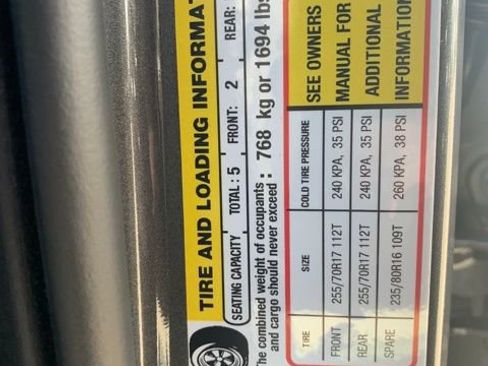 TIRE AND LOADING INFORMAT
SEATING CAPACITY TOTAL : 5 FRONT: 2 REAR:
The combined weight of occupants
and cargo should never exceed : 768 kg or 1694 lbs
TIRE SIZE COLD TIRE PRESSURE
FRONT 255/70R17 112T 240 KPA, 35 PSI
REAR 255/70R17 112T 240 KPA, 35 PSI
SPARE 235/80R16 109T 260 KPA, 38 PSI
SEE OWNERS
MANUAL FOR
ADDITIONAL
INFORMATION